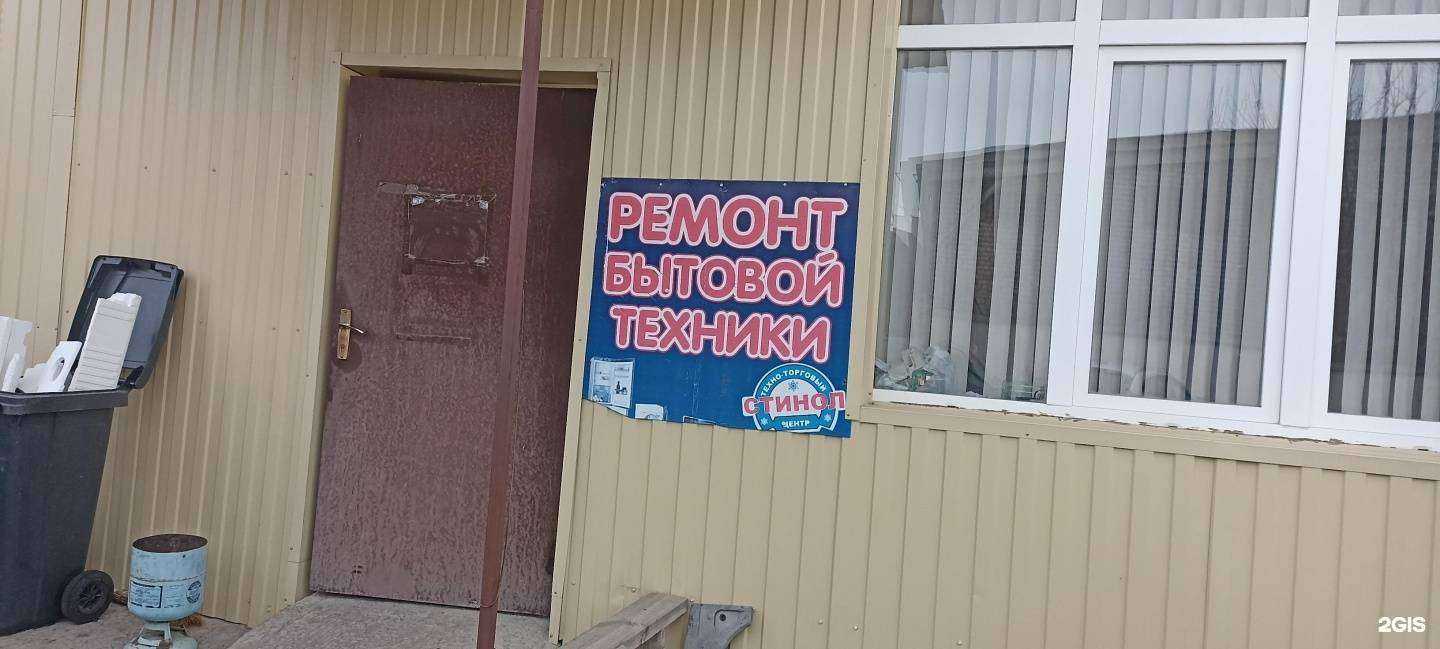 РЕМОНТ
БЫТОВОЙ
ТЕХНИКИ
ТЕХНО-ТОРГОВЫЙ
СТИНОЛ
ЦЕНТР
2GIS